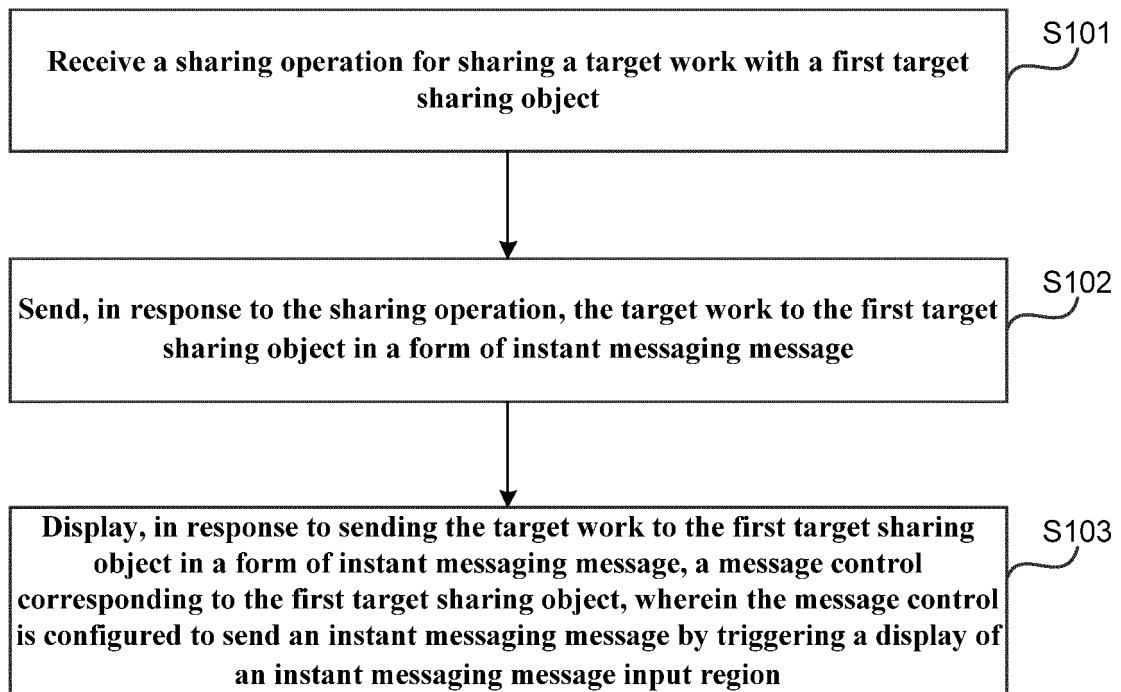 Receive a sharing operation for sharing a target work with a first target
sharing object
S101
Send, in response to the sharing operation, the target work to the first target
sharing object in a form of instant messaging message
S102
Display, in response to sending the target work to the first target sharing
object in a form of instant messaging message, a message control
corresponding to the first target sharing object, wherein the message control
is configured to send an instant messaging message by triggering a display of
an instant messaging message input region
S103